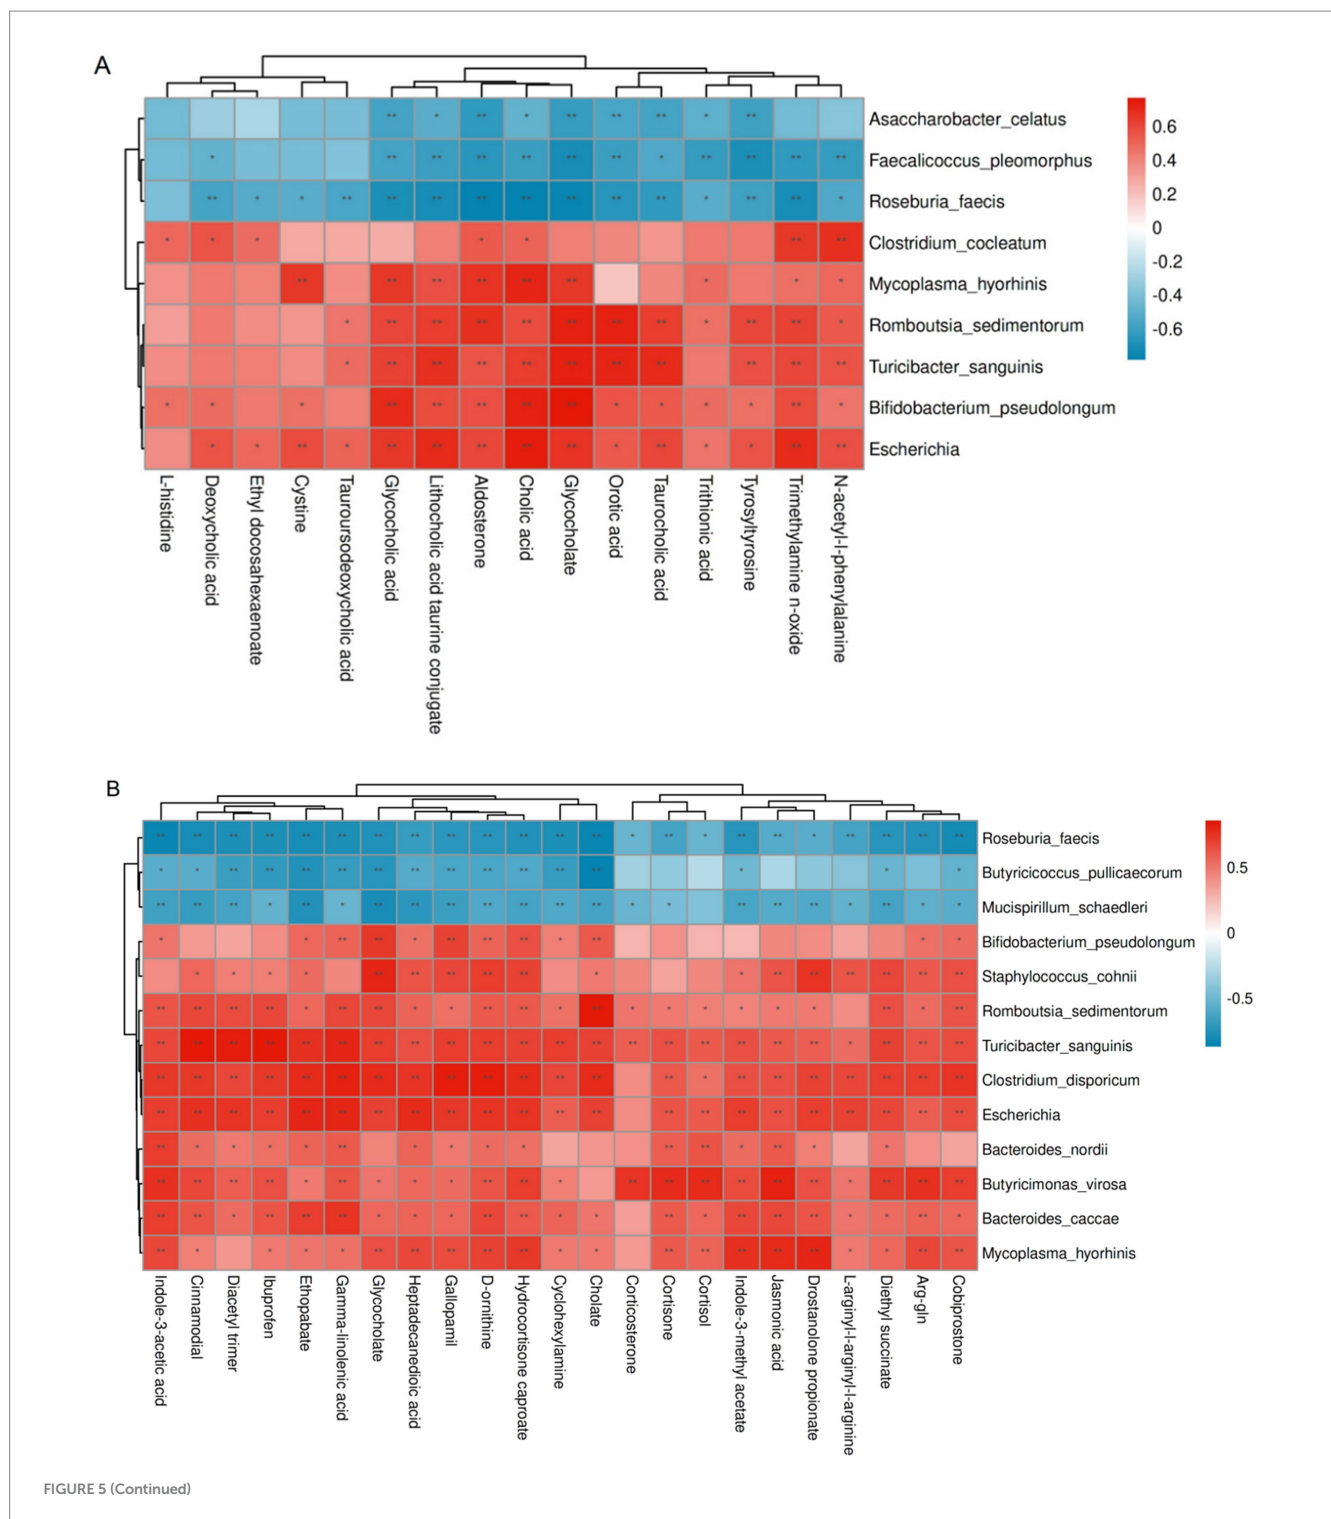 A
Asaccharobacter_celatus
Faecalicoccus_pleomorphus
Roseburia_faecis
Clostridium_cocleatum
Mycoplasma_hyorhinis
Romboutsia_sedimentorum
Turicibacter_sanguinis
Bifidobacterium_pseudolongum
Escherichia
0.6
0.4
0.2
0
-0.2
-0.4
-0.6
L-histidine
Deoxycholic acid
Ethyl docosahexaenoate
Cystine
Tauroursodeoxycholic acid
Glycocholic acid
Lithocholic acid taurine conjugate
Aldosterone
Cholic acid
Glycocholate
Orotic acid
Taurocholic acid
Trithionic acid
Tyrosyltyrosine
Trimethylamine n-oxide
N-acetyl-l-phenylalanine
B
Roseburia_faecis
Butyricicoccus_pullicaecorum
Mucispirillum_schaedleri
Bifidobacterium_pseudolongum
Staphylococcus_cohnii
Romboutsia_sedimentorum
Turicibacter_sanguinis
Clostridium_disporicum
Escherichia
Bacteroides_nordii
Butyricimonas_virosa
Bacteroides_caccae
Mycoplasma_hyorhinis
0.5
0
-0.5
Indole-3-acetic acid
Cinnamodial
Diacetyl trimer
Ibuprofen
Ethopabate
Gamma-linolenic acid
Glycocholate
Heptadecanedioic acid
Gallopamil
D-ornithine
Hydrocortisone caproate
Cyclohexylamine
Cholate
Corticosterone
Cortisone
Cortisol
Indole-3-methyl acetate
Jasmonic acid
Drostanolone propionate
L-arginyl-l-arginyl-l-arginine
Diethyl succinate
Arg-gln
Cobiprostone
FIGURE 5 (Continued)